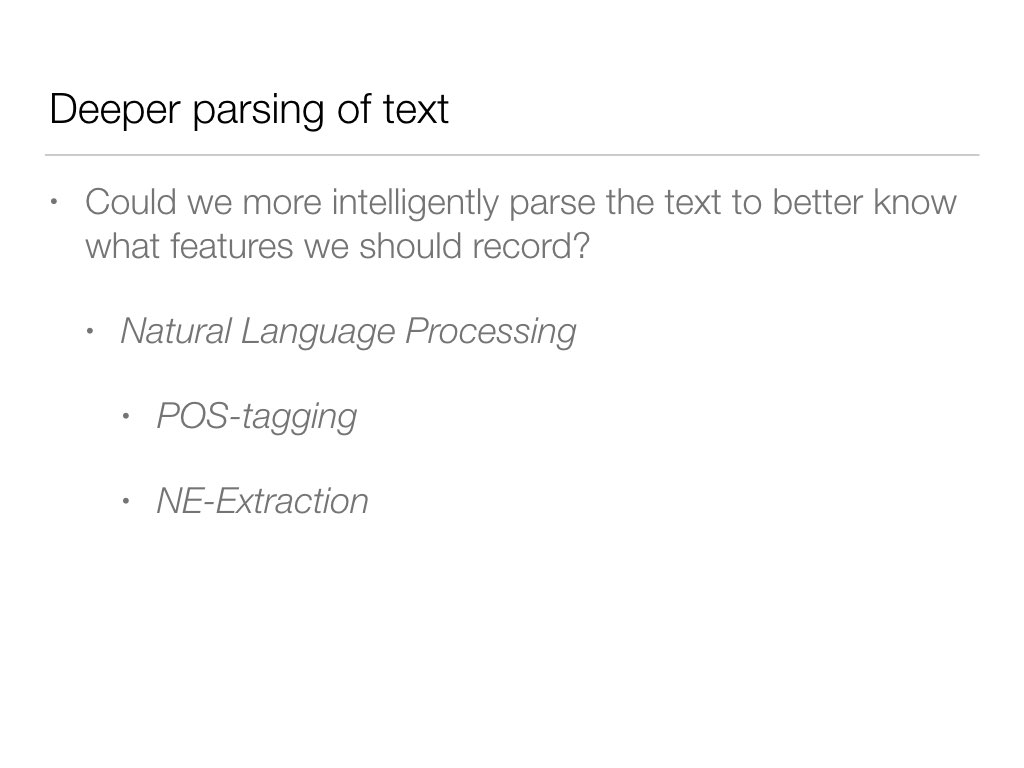 Deeper parsing of text
• Could we more intelligently parse the text to better know
what features we should record?
• Natural Language Processing
• POS-tagging
• NE-Extraction